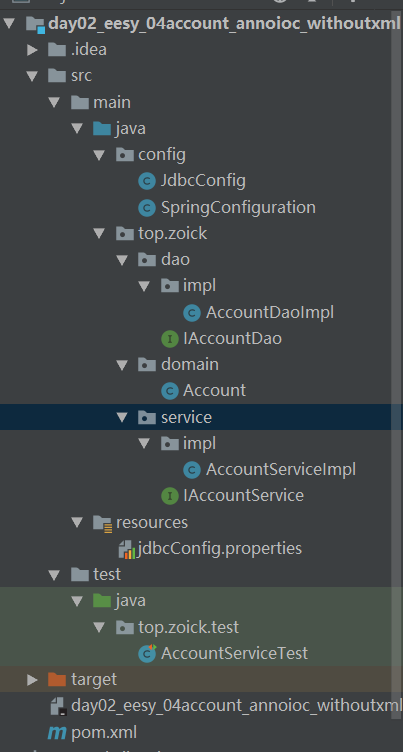 day02_eesy_04account_annoioc_withoutxml
.idea
src
main
java
config
JdbcConfig
SpringConfiguration
top.zoick
dao
impl
AccountDaoImpl
IAccountDao
domain
Account
service
impl
AccountServiceImpl
IAccountService
resources
jdbcConfig.properties
test
java
top.zoick.test
AccountServiceTest
target
day02_eesy_04account_annoioc_withoutxml
pom.xml